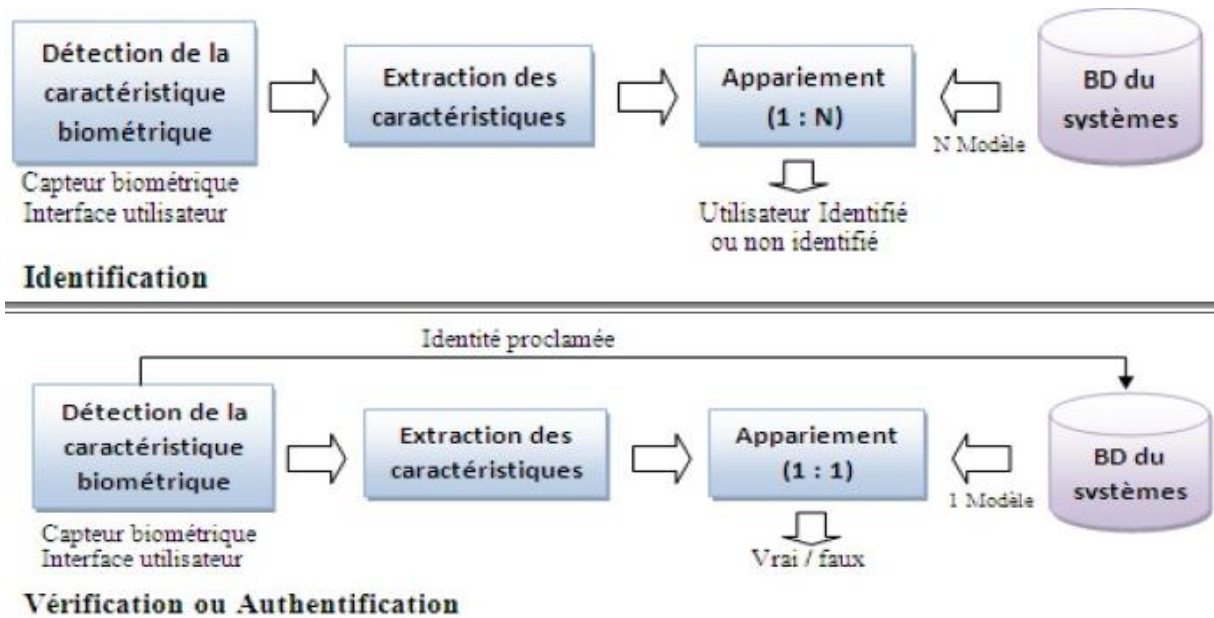 Détection de la
caractéristique
biométrique
Extraction des
caractéristiques
Appariement
(1 : N)
BD du
systèmes
N Modèle
Capteur biométrique
Interface utilisateur
Utilisateur Identifié
ou non identifié
Identification
Identité proclamée
Détection de la
caractéristique
biométrique
Extraction des
caractéristiques
Appariement
(1 : 1)
BD du
systèmes
1 Modèle
Capteur biométrique
Interface utilisateur
Vrai / faux
Vérification ou Authentification